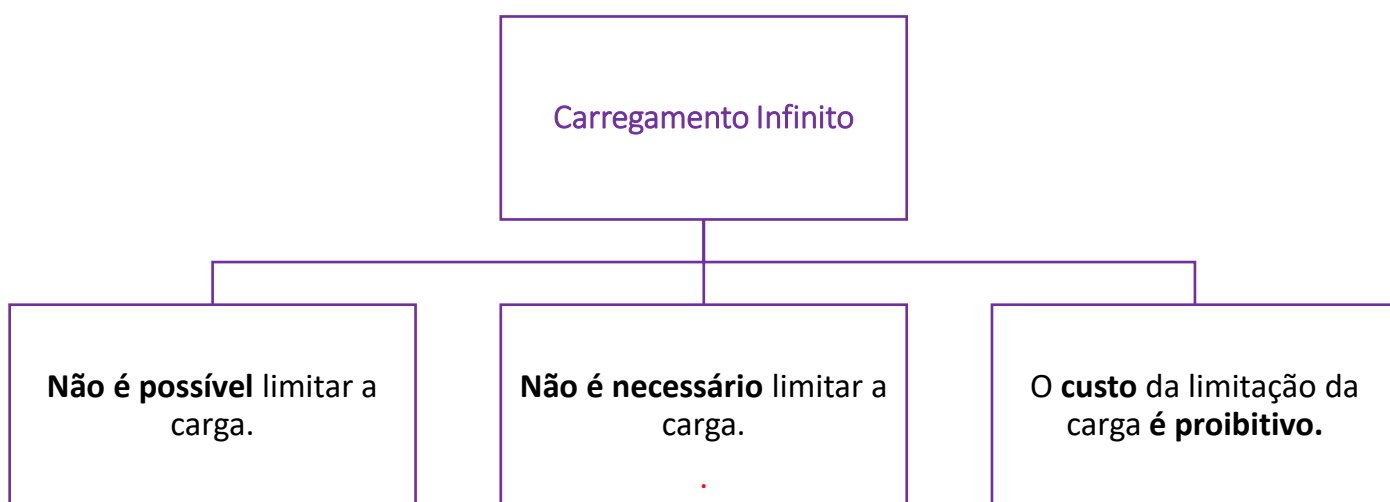 Carregamento Infinito
Não é possível limitar a
carga.
Não é necessário limitar a
carga.
.
O custo da limitação da
carga é proibitivo.